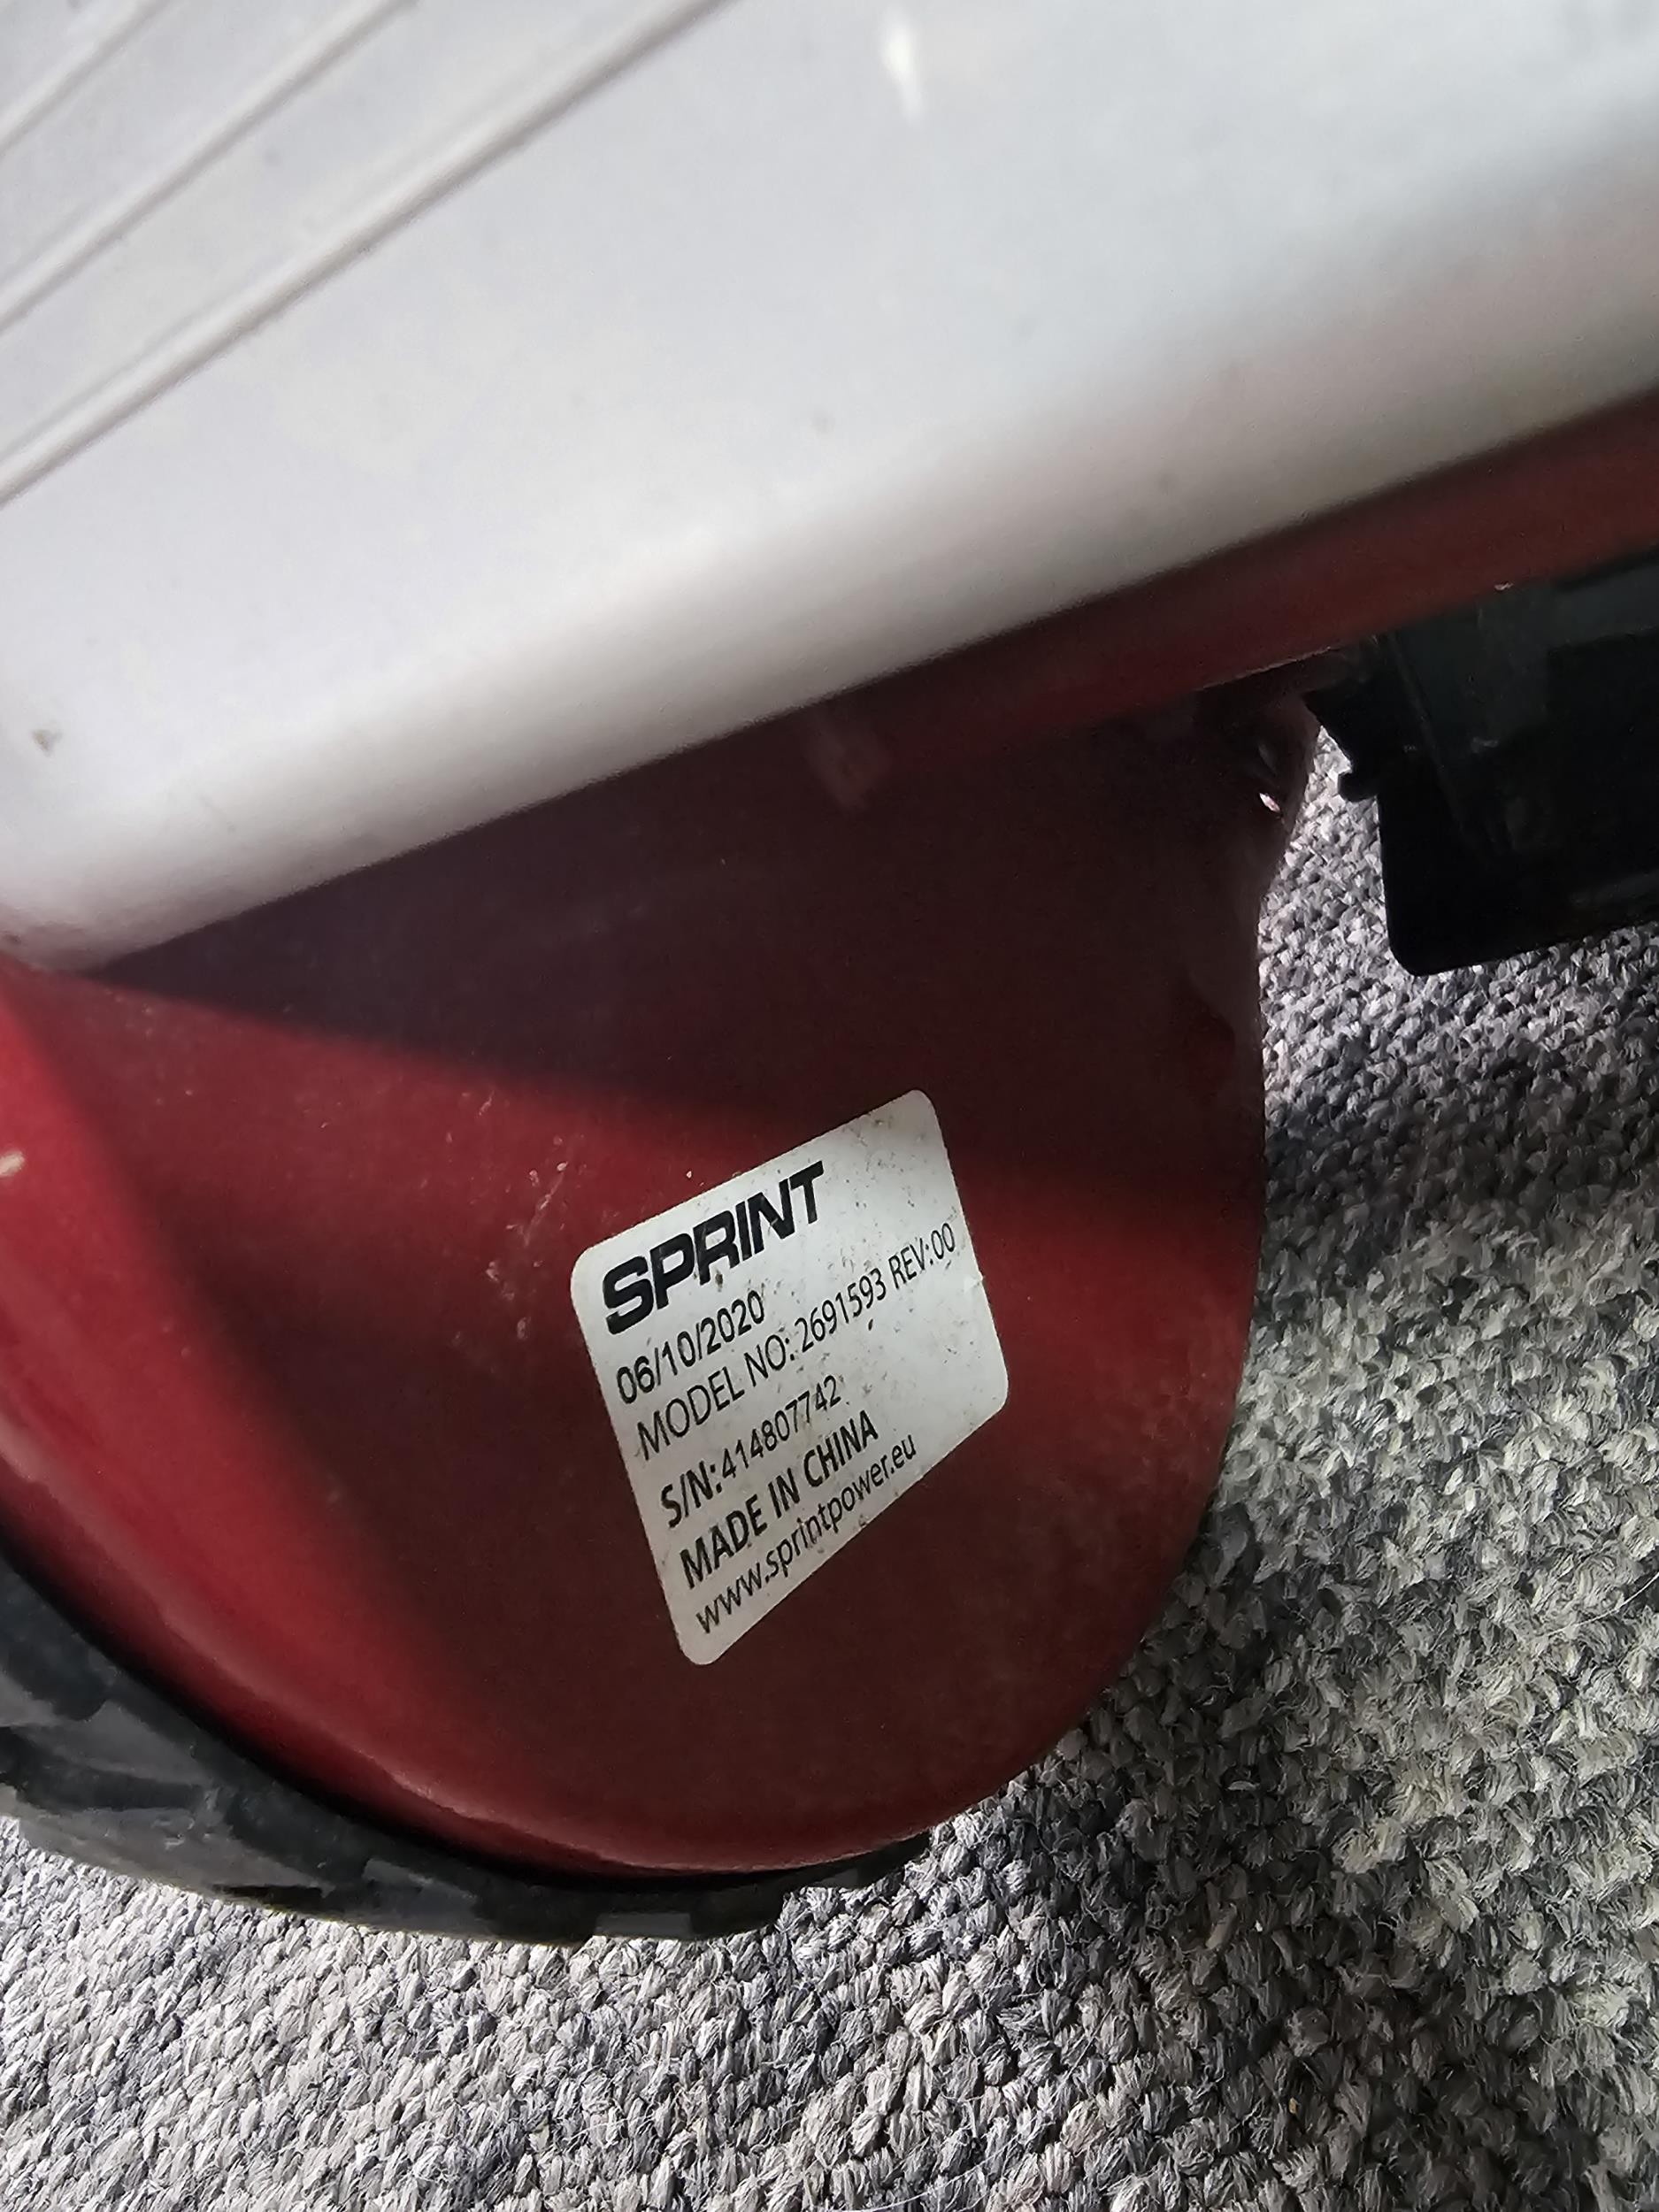 SPRINT
06/10/2020
MODEL NO: 2691593 REV:00
S/N:414807742
MADE IN CHINA
www.sprintpower.eu